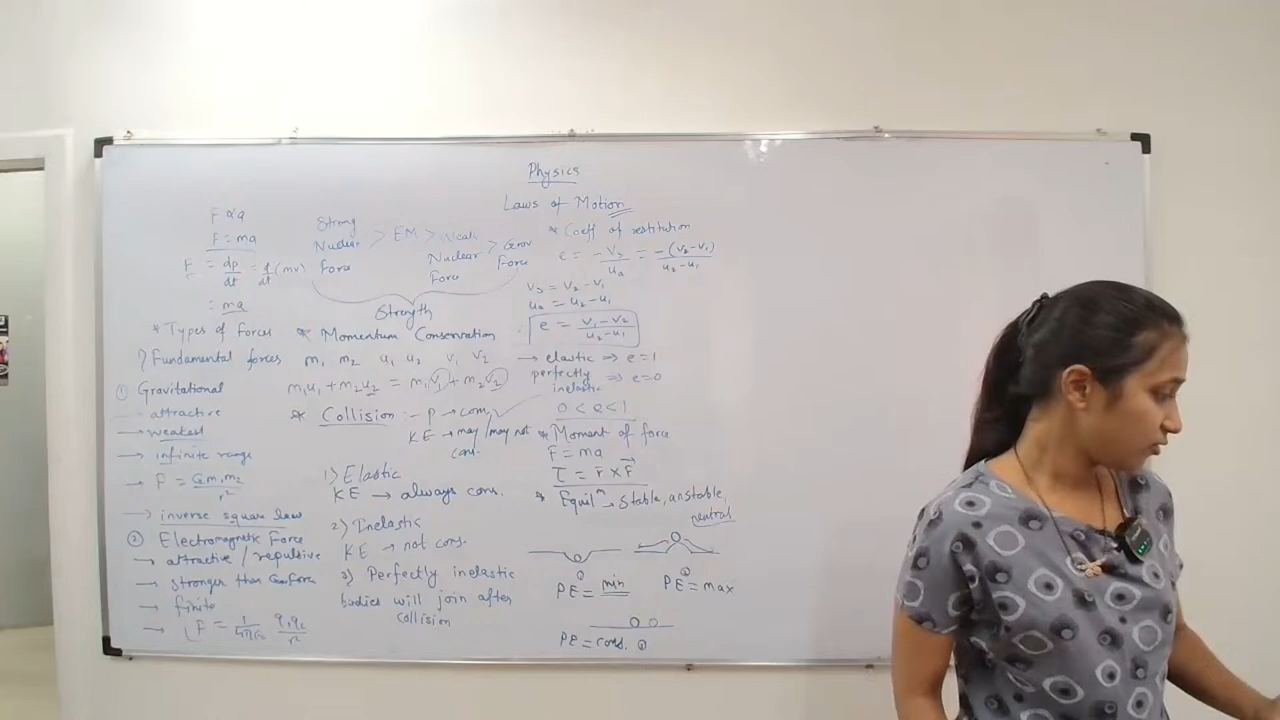 Physics
Laws of Motion
F ∝ a
F = ma
F = dp/dt = d/dt (mv)
= ma
Strong Nuclear Force > EM > Weak Nuclear Force > Grav Force
Strength
* Types of Forces
1) Fundamental forces
① Gravitational
→ attractive
→ weakest
→ infinite range
→ F = Gm1m2/r²
→ inverse square law
② Electromagnetic Force
→ attractive / repulsive
→ stronger than
→ finite
→ F = 1/4πε0 q1q2/r²
* Momentum Conservation
m1 m2 u1 u2 v1 v2
m1u1 + m2u2 = m1v1 + m2v2
* Collision :- P → cons,
KE → may/may not
cons.
1) Elastic
KE → always cons.
2) Inelastic
KE → not cons.
3) Perfectly inelastic
bodies will join after
collision
* Coeff of restitution
e = -vs/ua = -(v2-v1)/u2-u1
vs = v2-v1
ua = u2-u1
e = v1-v2/u2-u1
→ elastic ⇒ e=1
perfectly
inelastic ⇒ e=0
0 < e < 1
* Moment of force
F = ma
τ = r × F
* Equilᵐ → stable, unstable,
neutral
PE = min
PE = max
PE = cons.